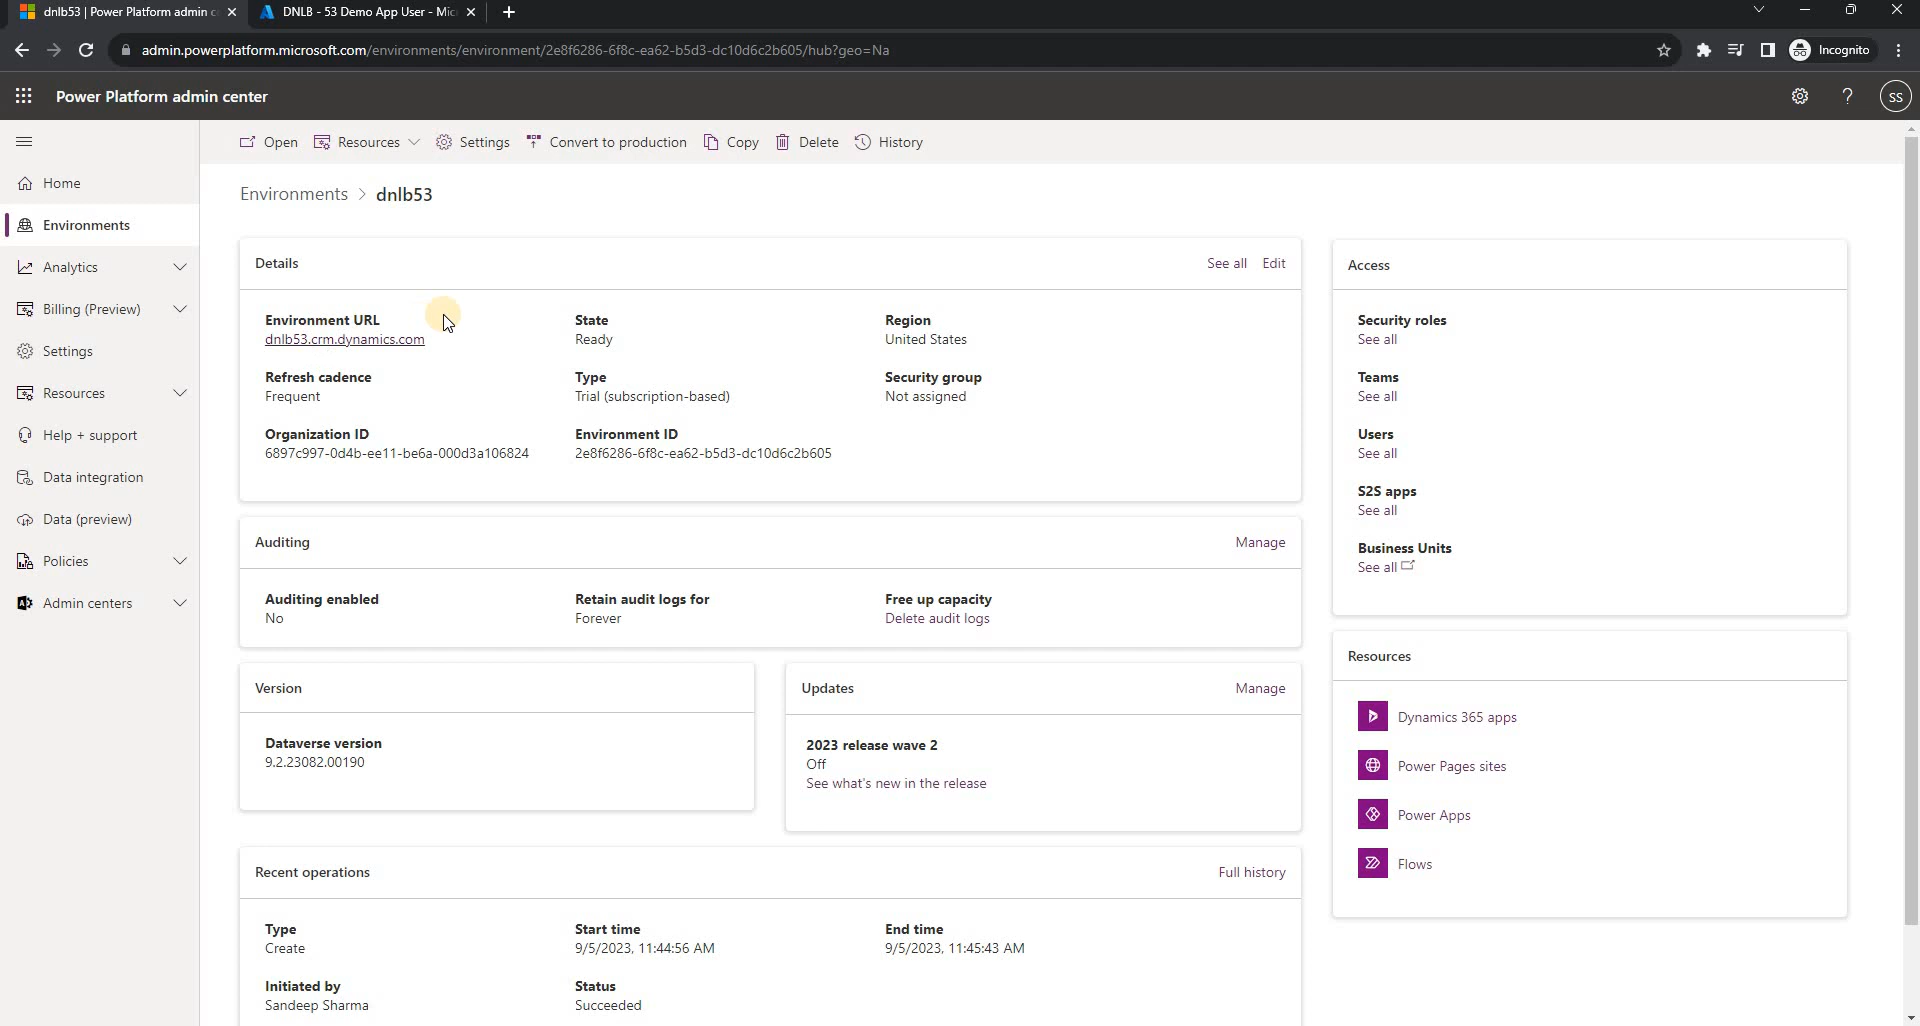 dnlb53 | Power Platform admin c
DNLB - 53 Demo App User - Mic
admin.powerplatform.microsoft.com/environments/environment/2e8f6286-6f8c-ea62-b5d3-dc10d6c2b605/hub?geo=Na
Incognito
Power Platform admin center
SS
Open
Resources
Settings
Convert to production
Copy
Delete
History
Home
Environments
Analytics
Billing (Preview)
Settings
Resources
Help + support
Data integration
Data (preview)
Policies
Admin centers
Environments > dnlb53
Details
See all
Edit
Environment URL
dnlb53.crm.dynamics.com
State
Ready
Region
United States
Refresh cadence
Frequent
Type
Trial (subscription-based)
Security group
Not assigned
Organization ID
6897c997-0d4b-ee11-be6a-000d3a106824
Environment ID
2e8f6286-6f8c-ea62-b5d3-dc10d6c2b605
Auditing
Manage
Auditing enabled
No
Retain audit logs for
Forever
Free up capacity
Delete audit logs
Version
Dataverse version
9.2.23082.00190
Updates
Manage
2023 release wave 2
Off
See what's new in the release
Recent operations
Full history
Type
Create
Start time
9/5/2023, 11:44:56 AM
End time
9/5/2023, 11:45:43 AM
Initiated by
Sandeep Sharma
Status
Succeeded
Access
Security roles
See all
Teams
See all
Users
See all
S2S apps
See all
Business Units
See all
Resources
Dynamics 365 apps
Power Pages sites
Power Apps
Flows